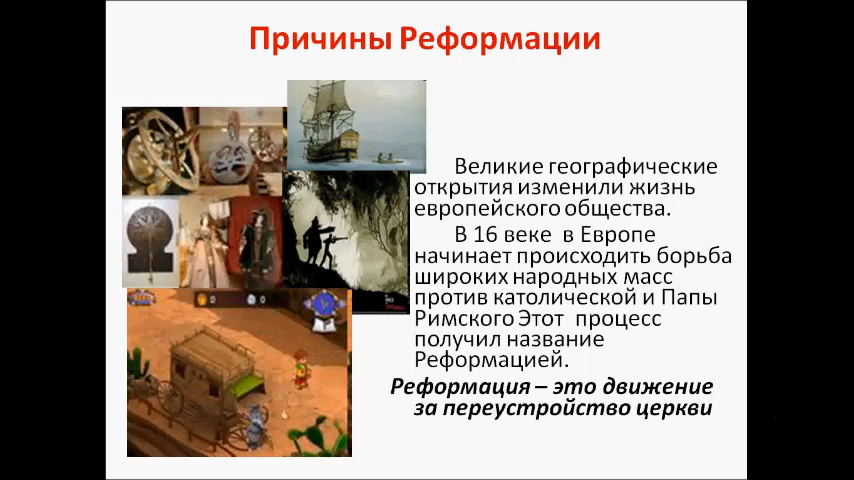 Причины Реформации
Великие географические
открытия изменили жизнь
европейского общества.
В 16 веке в Европе
начинает происходить борьба
широких народных масс
против католической и Папы
Римского Этот процесс
получил название
Реформацией.
Реформация – это движение
за переустройство церкви